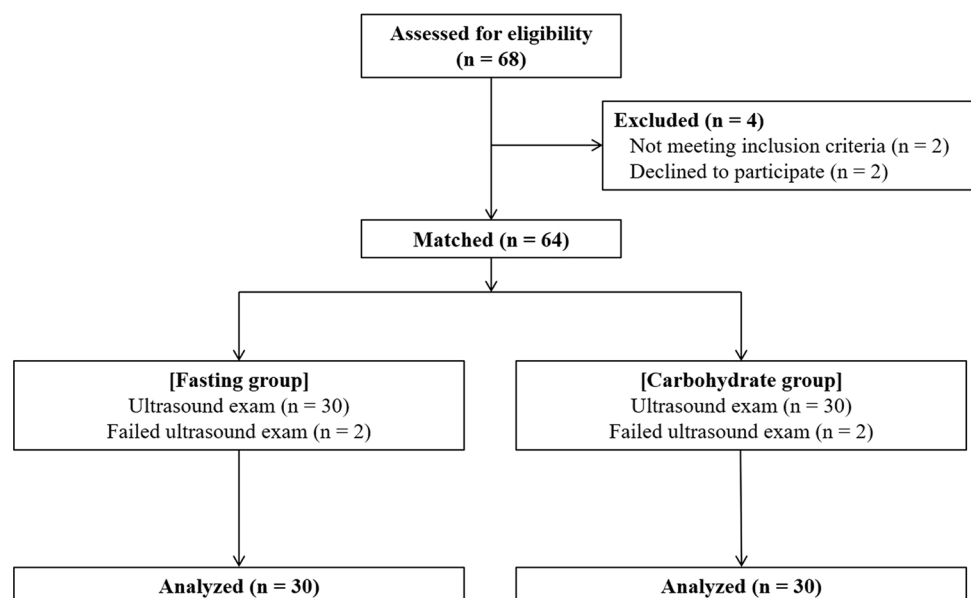 Assessed for eligibility
(n = 68)
Excluded (n = 4)
Not meeting inclusion criteria (n = 2)
Declined to participate (n = 2)
Matched (n = 64)
[Fasting group]
Ultrasound exam (n = 30)
Failed ultrasound exam (n = 2)
[Carbohydrate group]
Ultrasound exam (n = 30)
Failed ultrasound exam (n = 2)
Analyzed (n = 30)
Analyzed (n = 30)